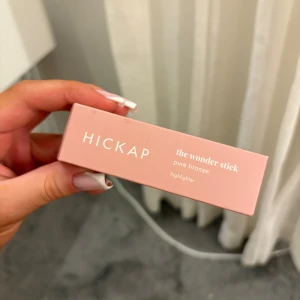 HICKAP
the wonder stick
pure bronze
highlighter